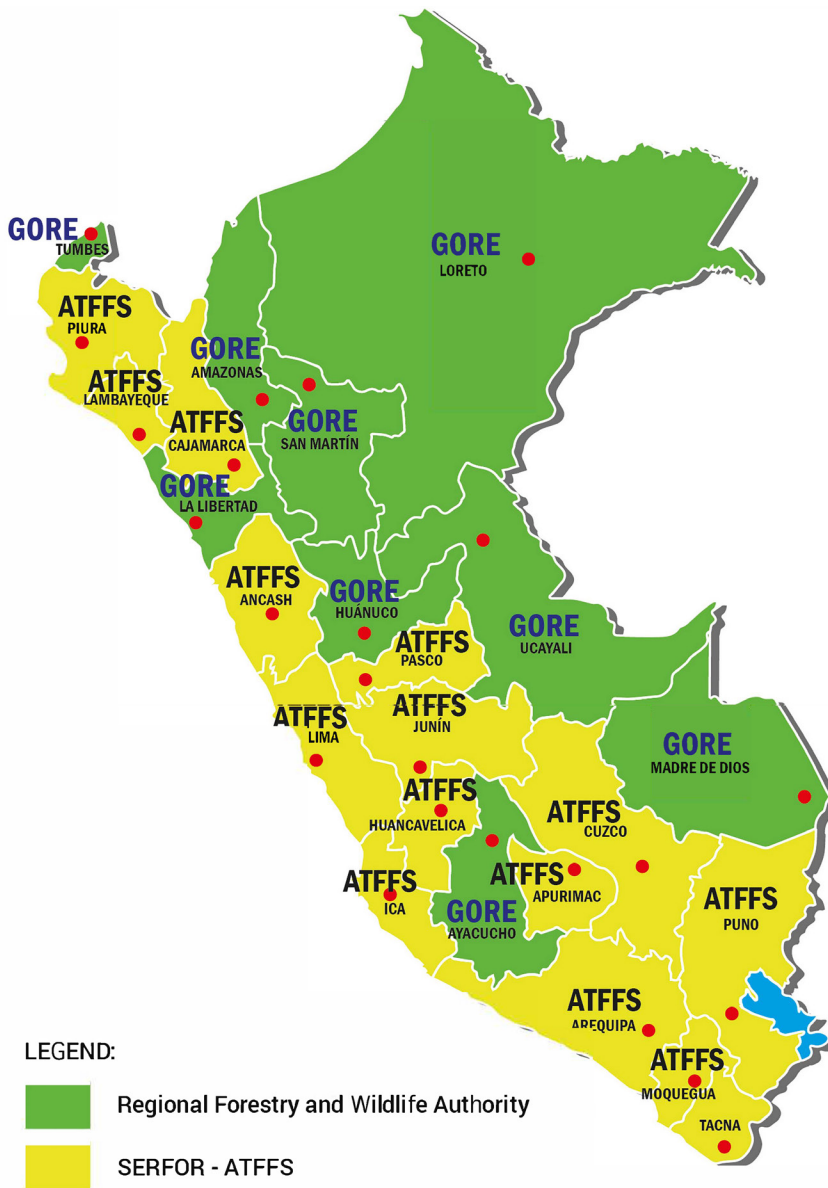 GORE
TUMBES
GORE
LORETO
ATFFS
PIURA
GORE
AMAZONAS
ATFFS
LAMBAYEQUE
ATFFS
CAJAMARCA
GORE
SAN MARTÍN
GORE
LA LIBERTAD
ATFFS
ANCASH
GORE
HUÁNUCO
GORE
UCAYALI
ATFFS
PASCO
ATFFS
JUNÍN
ATFFS
LIMA
GORE
MADRE DE DIOS
ATFFS
HUANCAVELICA
ATFFS
CUZCO
ATFFS
APURIMAC
ATFFS
ICA
GORE
AYACUCHO
ATFFS
PUNO
ATFFS
AREQUIPA
ATFFS
MOQUEGUA
TACNA
LEGEND:
Regional Forestry and Wildlife Authority
SERFOR - ATFFS